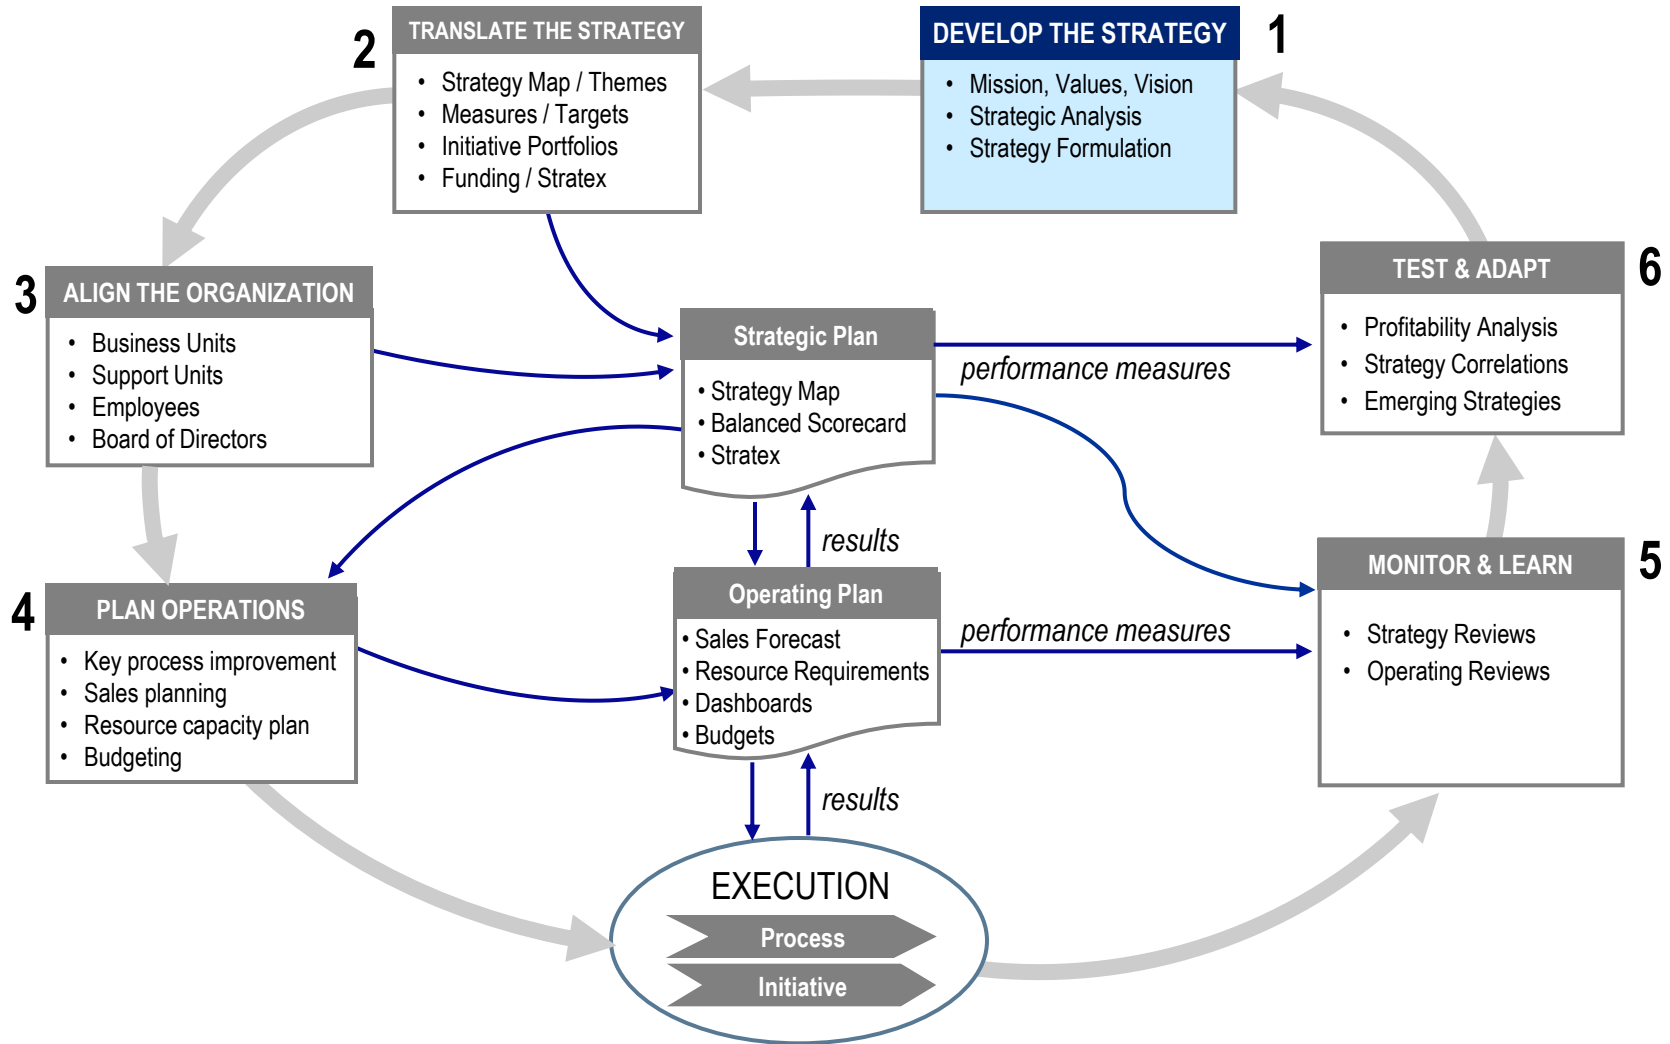 1
DEVELOP THE STRATEGY
• Mission, Values, Vision
• Strategic Analysis
• Strategy Formulation
2
TRANSLATE THE STRATEGY
• Strategy Map / Themes
• Measures / Targets
• Initiative Portfolios
• Funding / Stratex
3
ALIGN THE ORGANIZATION
• Business Units
• Support Units
• Employees
• Board of Directors
4
PLAN OPERATIONS
• Key process improvement
• Sales planning
• Resource capacity plan
• Budgeting
Strategic Plan
• Strategy Map
• Balanced Scorecard
• Stratex
performance measures
results
Operating Plan
• Sales Forecast
• Resource Requirements
• Dashboards
• Budgets
performance measures
results
EXECUTION
Process
Initiative
5
MONITOR & LEARN
• Strategy Reviews
• Operating Reviews
6
TEST & ADAPT
• Profitability Analysis
• Strategy Correlations
• Emerging Strategies